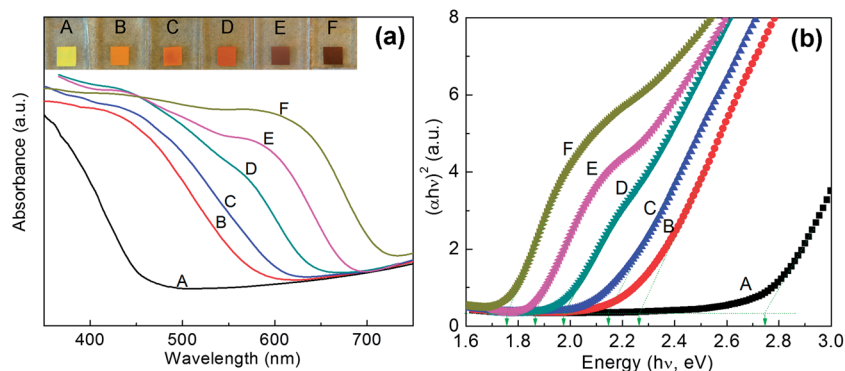 A B C D E F
(a)
F
E
D
C
B
A
Absorbance (a.u.)
400 500 600 700
Wavelength (nm)
(b)
8
6
4
2
0
(αhν)² (a.u.)
F
E
D
C
B
A
1.6 1.8 2.0 2.2 2.4 2.6 2.8 3.0
Energy (hν, eV)